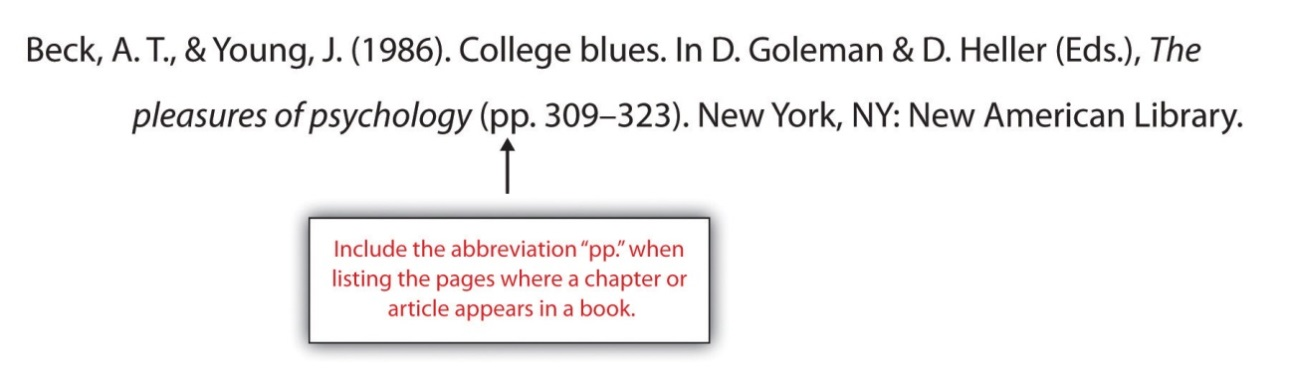 Beck, A. T., & Young, J. (1986). College blues. In D. Goleman & D. Heller (Eds.), The
pleasures of psychology (pp. 309–323). New York, NY: New American Library.
Include the abbreviation “pp.” when
listing the pages where a chapter or
article appears in a book.